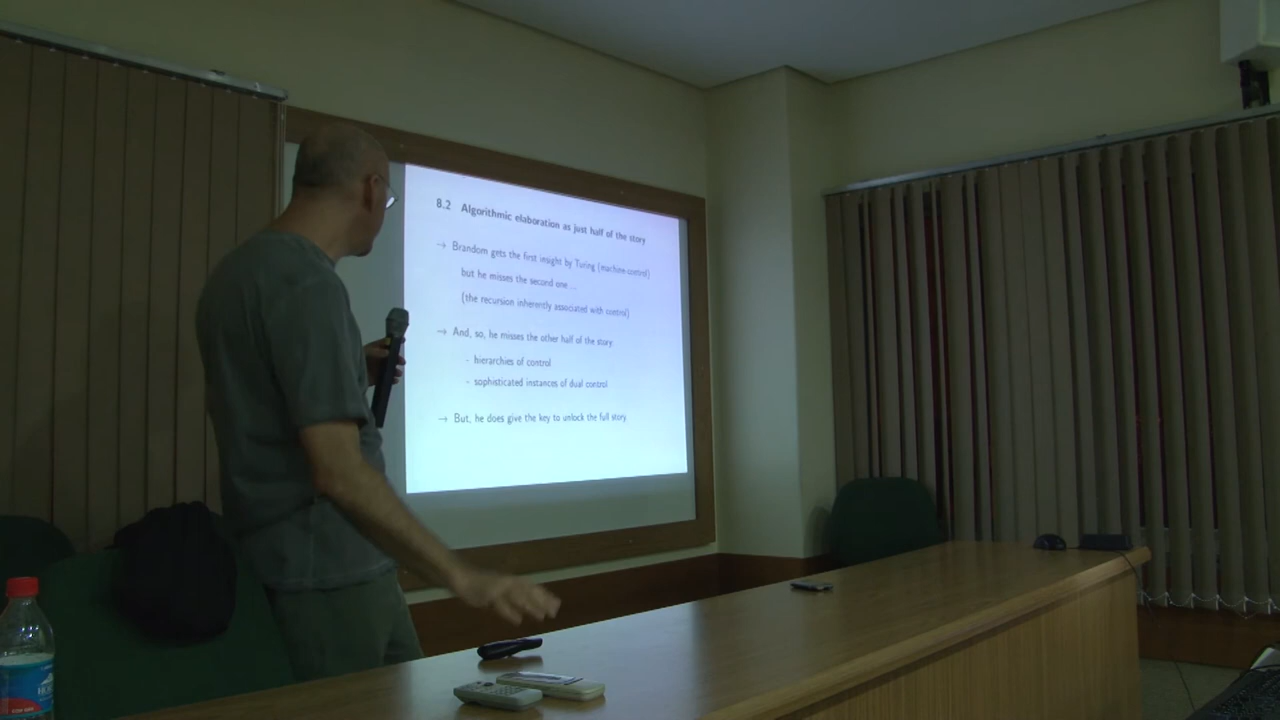 8.2 Algorithmic elaboration as just half of the story
→ Brandom gets the first insight by Turing (machine-control)
but he misses the second one...
(the recursion inherently associated with control)
→ And, so, he misses the other half of the story
- hierarchies of control
- sophisticated instances of dual control
→ But, he does give the key to unlock the full story.